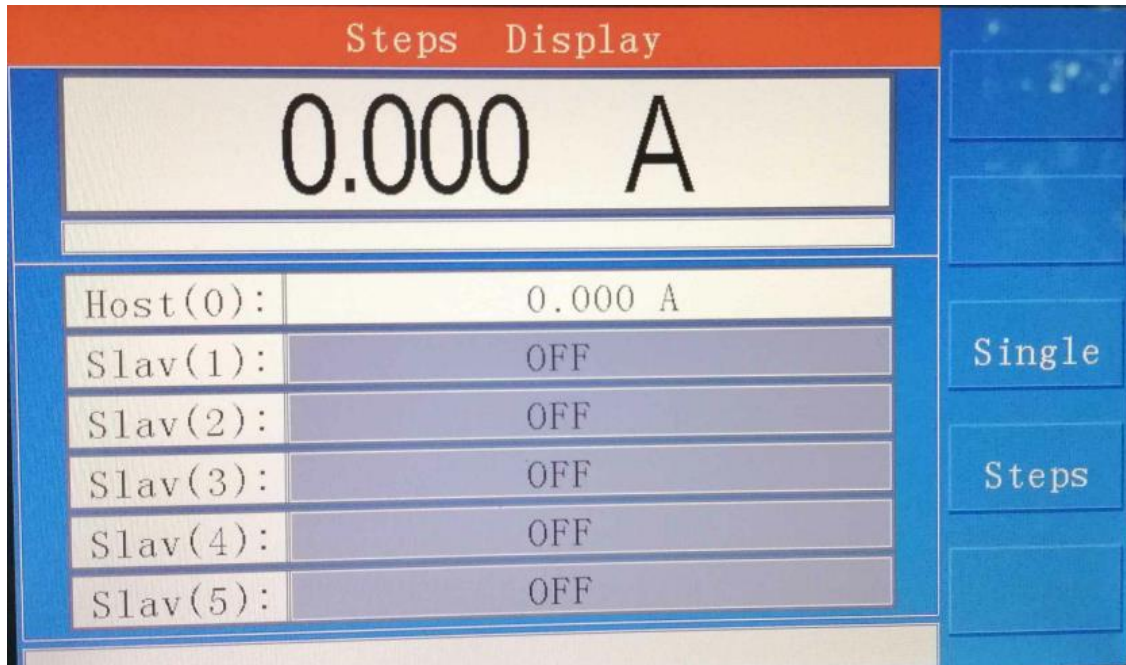 Steps Display
0.000 A
Host(0): 0.000 A
Slav(1): OFF
Slav(2): OFF
Slav(3): OFF
Slav(4): OFF
Slav(5): OFF
Single
Steps